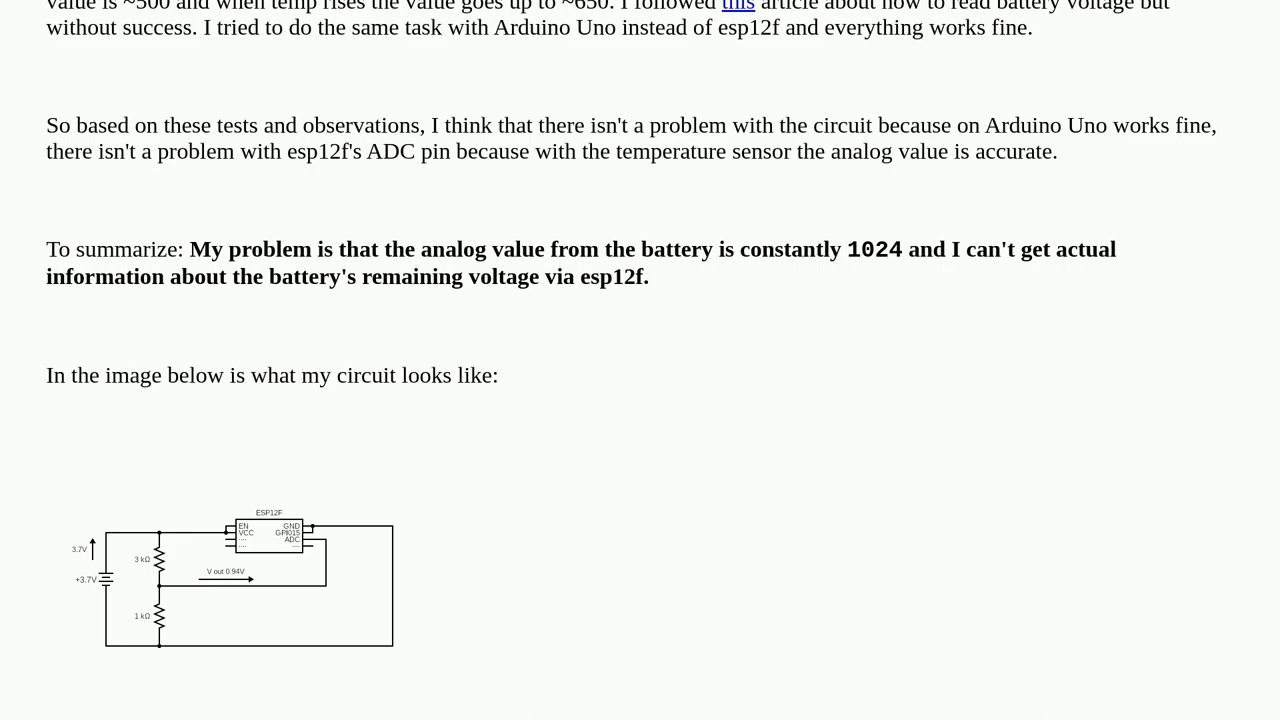 value is ~500 and when temp rises the value goes up to ~650. I followed this article about how to read battery voltage but
without success. I tried to do the same task with Arduino Uno instead of esp12f and everything works fine.
So based on these tests and observations, I think that there isn't a problem with the circuit because on Arduino Uno works fine,
there isn't a problem with esp12f's ADC pin because with the temperature sensor the analog value is accurate.
To summarize: My problem is that the analog value from the battery is constantly 1024 and I can't get actual
information about the battery's remaining voltage via esp12f.
In the image below is what my circuit looks like:
ESP12F
EN GND
VCC GPI015
.... ADC
.... ....
3.7V
3 kΩ
V out 0.94V
+3.7V
1 kΩ